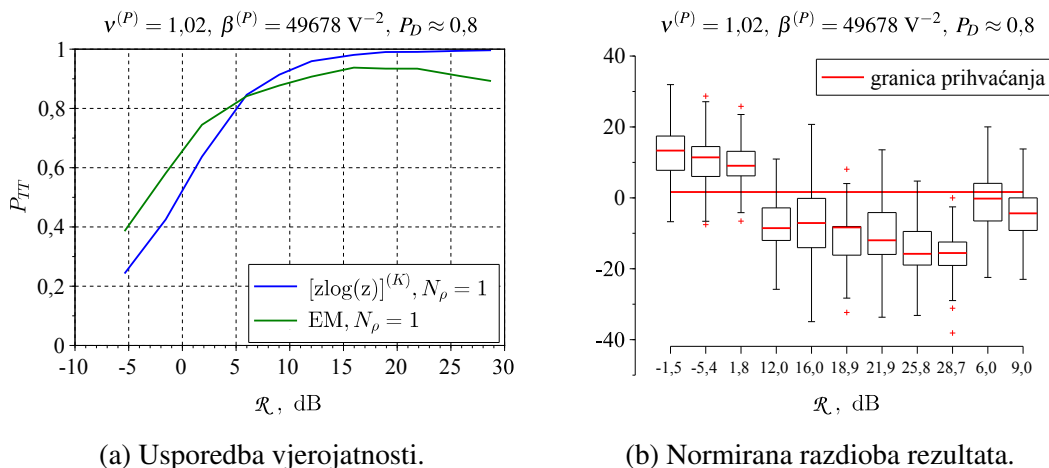 ν^(P) = 1,02, β^(P) = 49678 V^−2, P_D ≈ 0,8
1
0,8
0,6
0,4
0,2
0
P_TT
-10 -5 0 5 10 15 20 25 30
ℛ, dB
[zlog(z)]^(K), N_ρ = 1
EM, N_ρ = 1
(a) Usporedba vjerojatnosti.
ν^(P) = 1,02, β^(P) = 49678 V^−2, P_D ≈ 0,8
40
20
0
-20
-40
granica prihvaćanja
-1,5 -5,4 1,8 12,0 16,0 18,9 21,9 25,8 28,7 6,0 9,0
ℛ, dB
(b) Normirana razdioba rezultata.